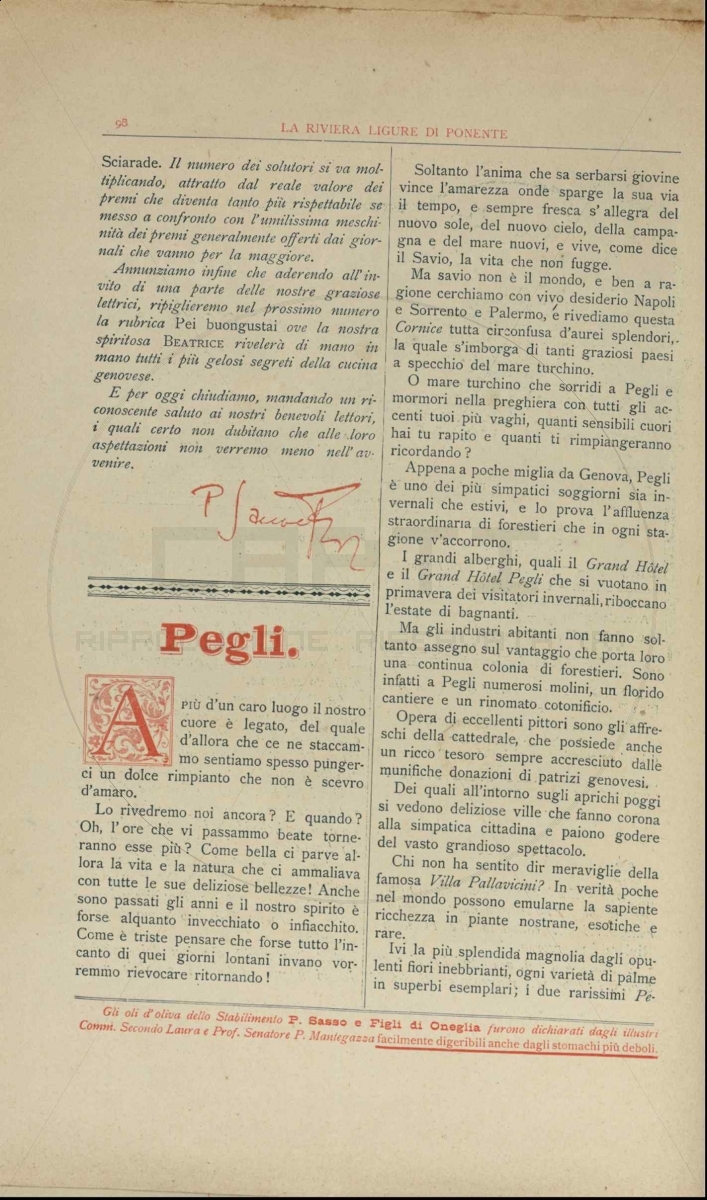 98
LA RIVIERA LIGURE DI PONENTE
Sciarade. Il numero dei solutori si va mol-
tiplicando, attratto dal reale valore dei
premi che diventa tanto più rispettabile se
messo a confronto con l'umilissima meschi-
nità dei premi generalmente offerti dai gior-
nali che vanno per la maggiore.
Annunziamo infine che aderendo all'in-
vito di una parte delle nostre graziose
lettrici, ripiglieremo nel prossimo numero
la rubrica Pei buongustai ove la nostra
spiritosa BEATRICE rivelerà di mano in
mano tutti i più gelosi segreti della cucina
genovese.
E per oggi chiudiamo, mandando un ri-
conoscente saluto ai nostri benevoli lettori,
i quali certo non dubitano che alle loro
aspettazioni non verremo meno nell'av-
venire.
Pegli.
A PIÙ d'un caro luogo il nostro
cuore è legato, del quale
d'allora che ce ne staccam-
mo sentiamo spesso punger-
ci un dolce rimpianto che non è scevro
d'amaro.
Lo rivedremo noi ancora? E quando?
Oh, l'ore che vi passammo beate torne-
ranno esse più? Come bella ci parve al-
lora la vita e la natura che ci ammaliava
con tutte le sue deliziose bellezze! Anche
sono passati gli anni e il nostro spirito è
forse alquanto invecchiato o infiacchito.
Come è triste pensare che forse tutto l'in-
canto di quei giorni lontani invano vor-
remmo rievocare ritornando!
Soltanto l'anima che sa serbarsi giovine
vince l'amarezza onde sparge la sua via
il tempo, e sempre fresca s'allegra del
nuovo sole, del nuovo cielo, della campa-
gna e del mare nuovi, e vive, come dice
il Savio, la vita che non fugge.
Ma savio non è il mondo, e ben a ra-
gione cerchiamo con vivo desiderio Napoli
e Sorrento e Palermo, e rivediamo questa
Cornice tutta circonfusa d'aurei splendori,
la quale s'imborga di tanti graziosi paesi
a specchio del mare turchino.
O mare turchino che sorridi a Pegli e
mormori nella preghiera con tutti gli ac-
centi tuoi più vaghi, quanti sensibili cuori
hai tu rapito e quanti ti rimpiangeranno
ricordando?
Appena a poche miglia da Genova, Pegli
è uno dei più simpatici soggiorni sia in-
vernali che estivi, e lo prova l'affluenza
straordinaria di forestieri che in ogni sta-
gione v'accorrono.
I grandi alberghi, quali il Grand Hôtel
e il Grand Hôtel Pegli che si vuotano in
primavera dei visitatori invernali, riboccano
l'estate di bagnanti.
Ma gli industri abitanti non fanno sol-
tanto assegno sul vantaggio che porta loro
una continua colonia di forestieri. Sono
infatti a Pegli numerosi molini, un florido
cantiere e un rinomato cotonificio.
Opera di eccellenti pittori sono gli affre-
schi della cattedrale, che possiede anche
un ricco tesoro sempre accresciuto dalle
munifiche donazioni di patrizi genovesi.
Dei quali all'intorno sugli aprichi poggi
si vedono deliziose ville che fanno corona
alla simpatica cittadina e paiono godere
del vasto grandioso spettacolo.
Chi non ha sentito dir meraviglie della
famosa Villa Pallavicini? In verità poche
nel mondo possono emularne la sapiente
ricchezza in piante nostrane, esotiche e
rare.
Ivi la più splendida magnolia dagli opu-
lenti fiori inebbrianti, ogni varietà di palme
in superbi esemplari; i due rarissimi Pe-
Gli oli d'oliva dello Stabilimento P. Sasso e Figli di Oneglia furono dichiarati dagli illustri
Comm. Secondo Laura e Prof. Senatore P. Mantegazza facilmente digeribili anche dagli stomachi più deboli.